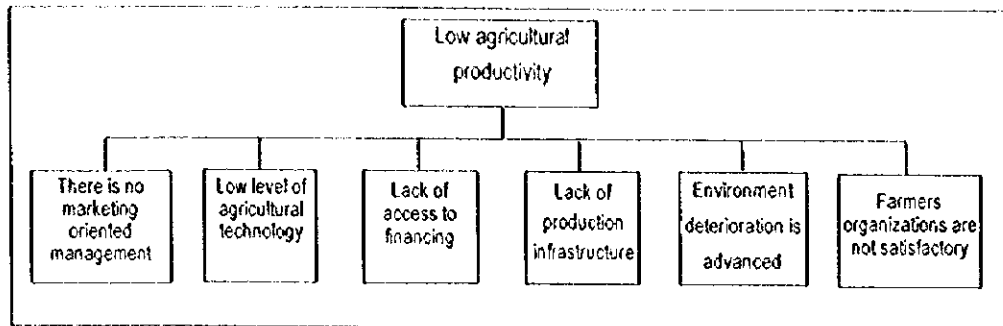 Low agricultural
productivity
There is no
marketing
oriented
management
Low level of
agricultural
technology
Lack of
access to
financing
Lack of
production
infrastructure
Environment
deterioration is
advanced
Farmers
organizations are
not satisfactory